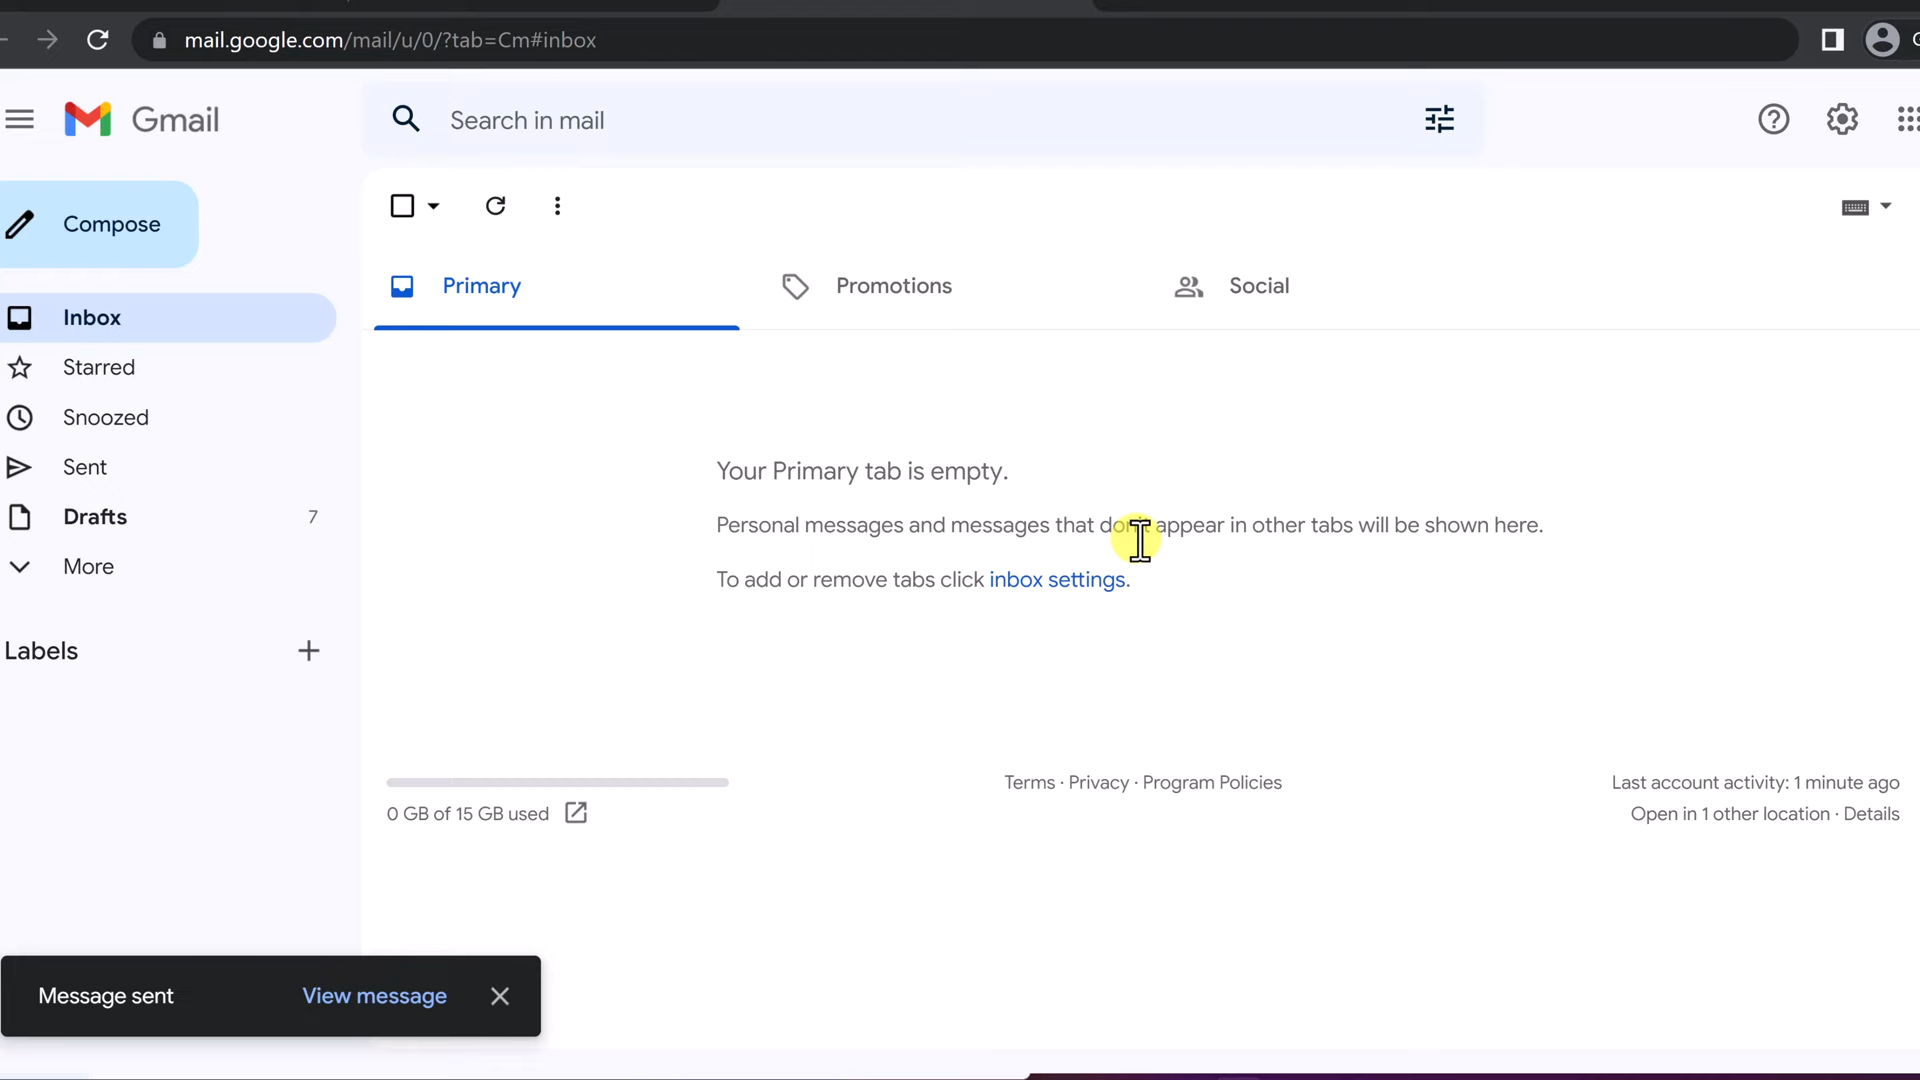 mail.google.com/mail/u/0/?tab=Cm#inbox
Gmail
Search in mail
Compose
Primary
Promotions
Social
Inbox
Starred
Snoozed
Sent
Drafts 7
More
Labels
Your Primary tab is empty.
Personal messages and messages that don't appear in other tabs will be shown here.
To add or remove tabs click inbox settings.
Terms · Privacy · Program Policies
Last account activity: 1 minute ago
0 GB of 15 GB used
Open in 1 other location · Details
Message sent View message